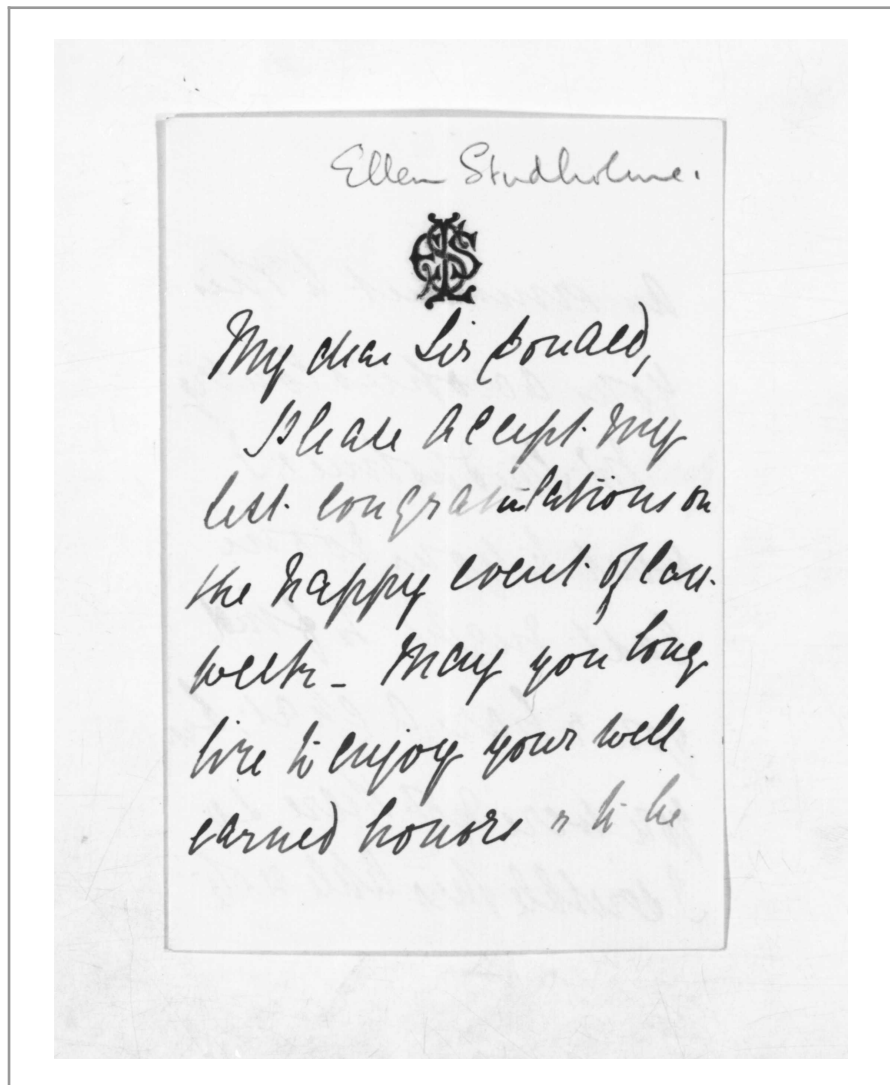 Ellen Studholme.
My dear Sir Donald,
Please accept my
best congratulations on
the happy event of last
week - May you long
live to enjoy your well
earned honors & to be